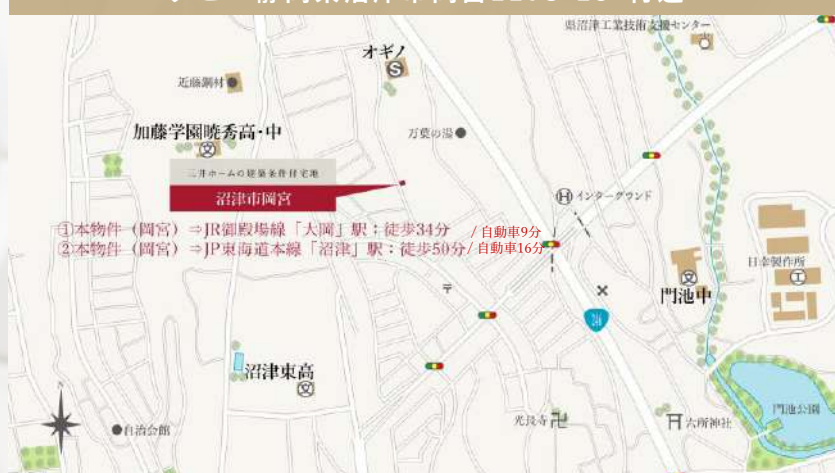 県沼津工業技術支援センター
オギノ
S
近藤鋼材
加藤学園暁秀高・中
文
万葉の湯
三井ホームの建築条件付宅地
沼津市岡宮
H インターグランド
①本物件（岡宮）⇒JR御殿場線「大岡」駅：徒歩34分 / 自動車9分
②本物件（岡宮）⇒JP東海道本線「沼津」駅：徒歩50分 / 自動車16分
日幸製作所
文
門池中
〒
沼津東高
文
N
自治会館
光長寺 卍
六所神社
門池公園